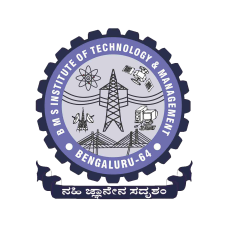 B M S INSTITUTE OF TECHNOLOGY & MANAGEMENT
• BENGALURU-64 •
ನಹಿ ಜ್ಞಾನೇನ ಸದೃಶಂ